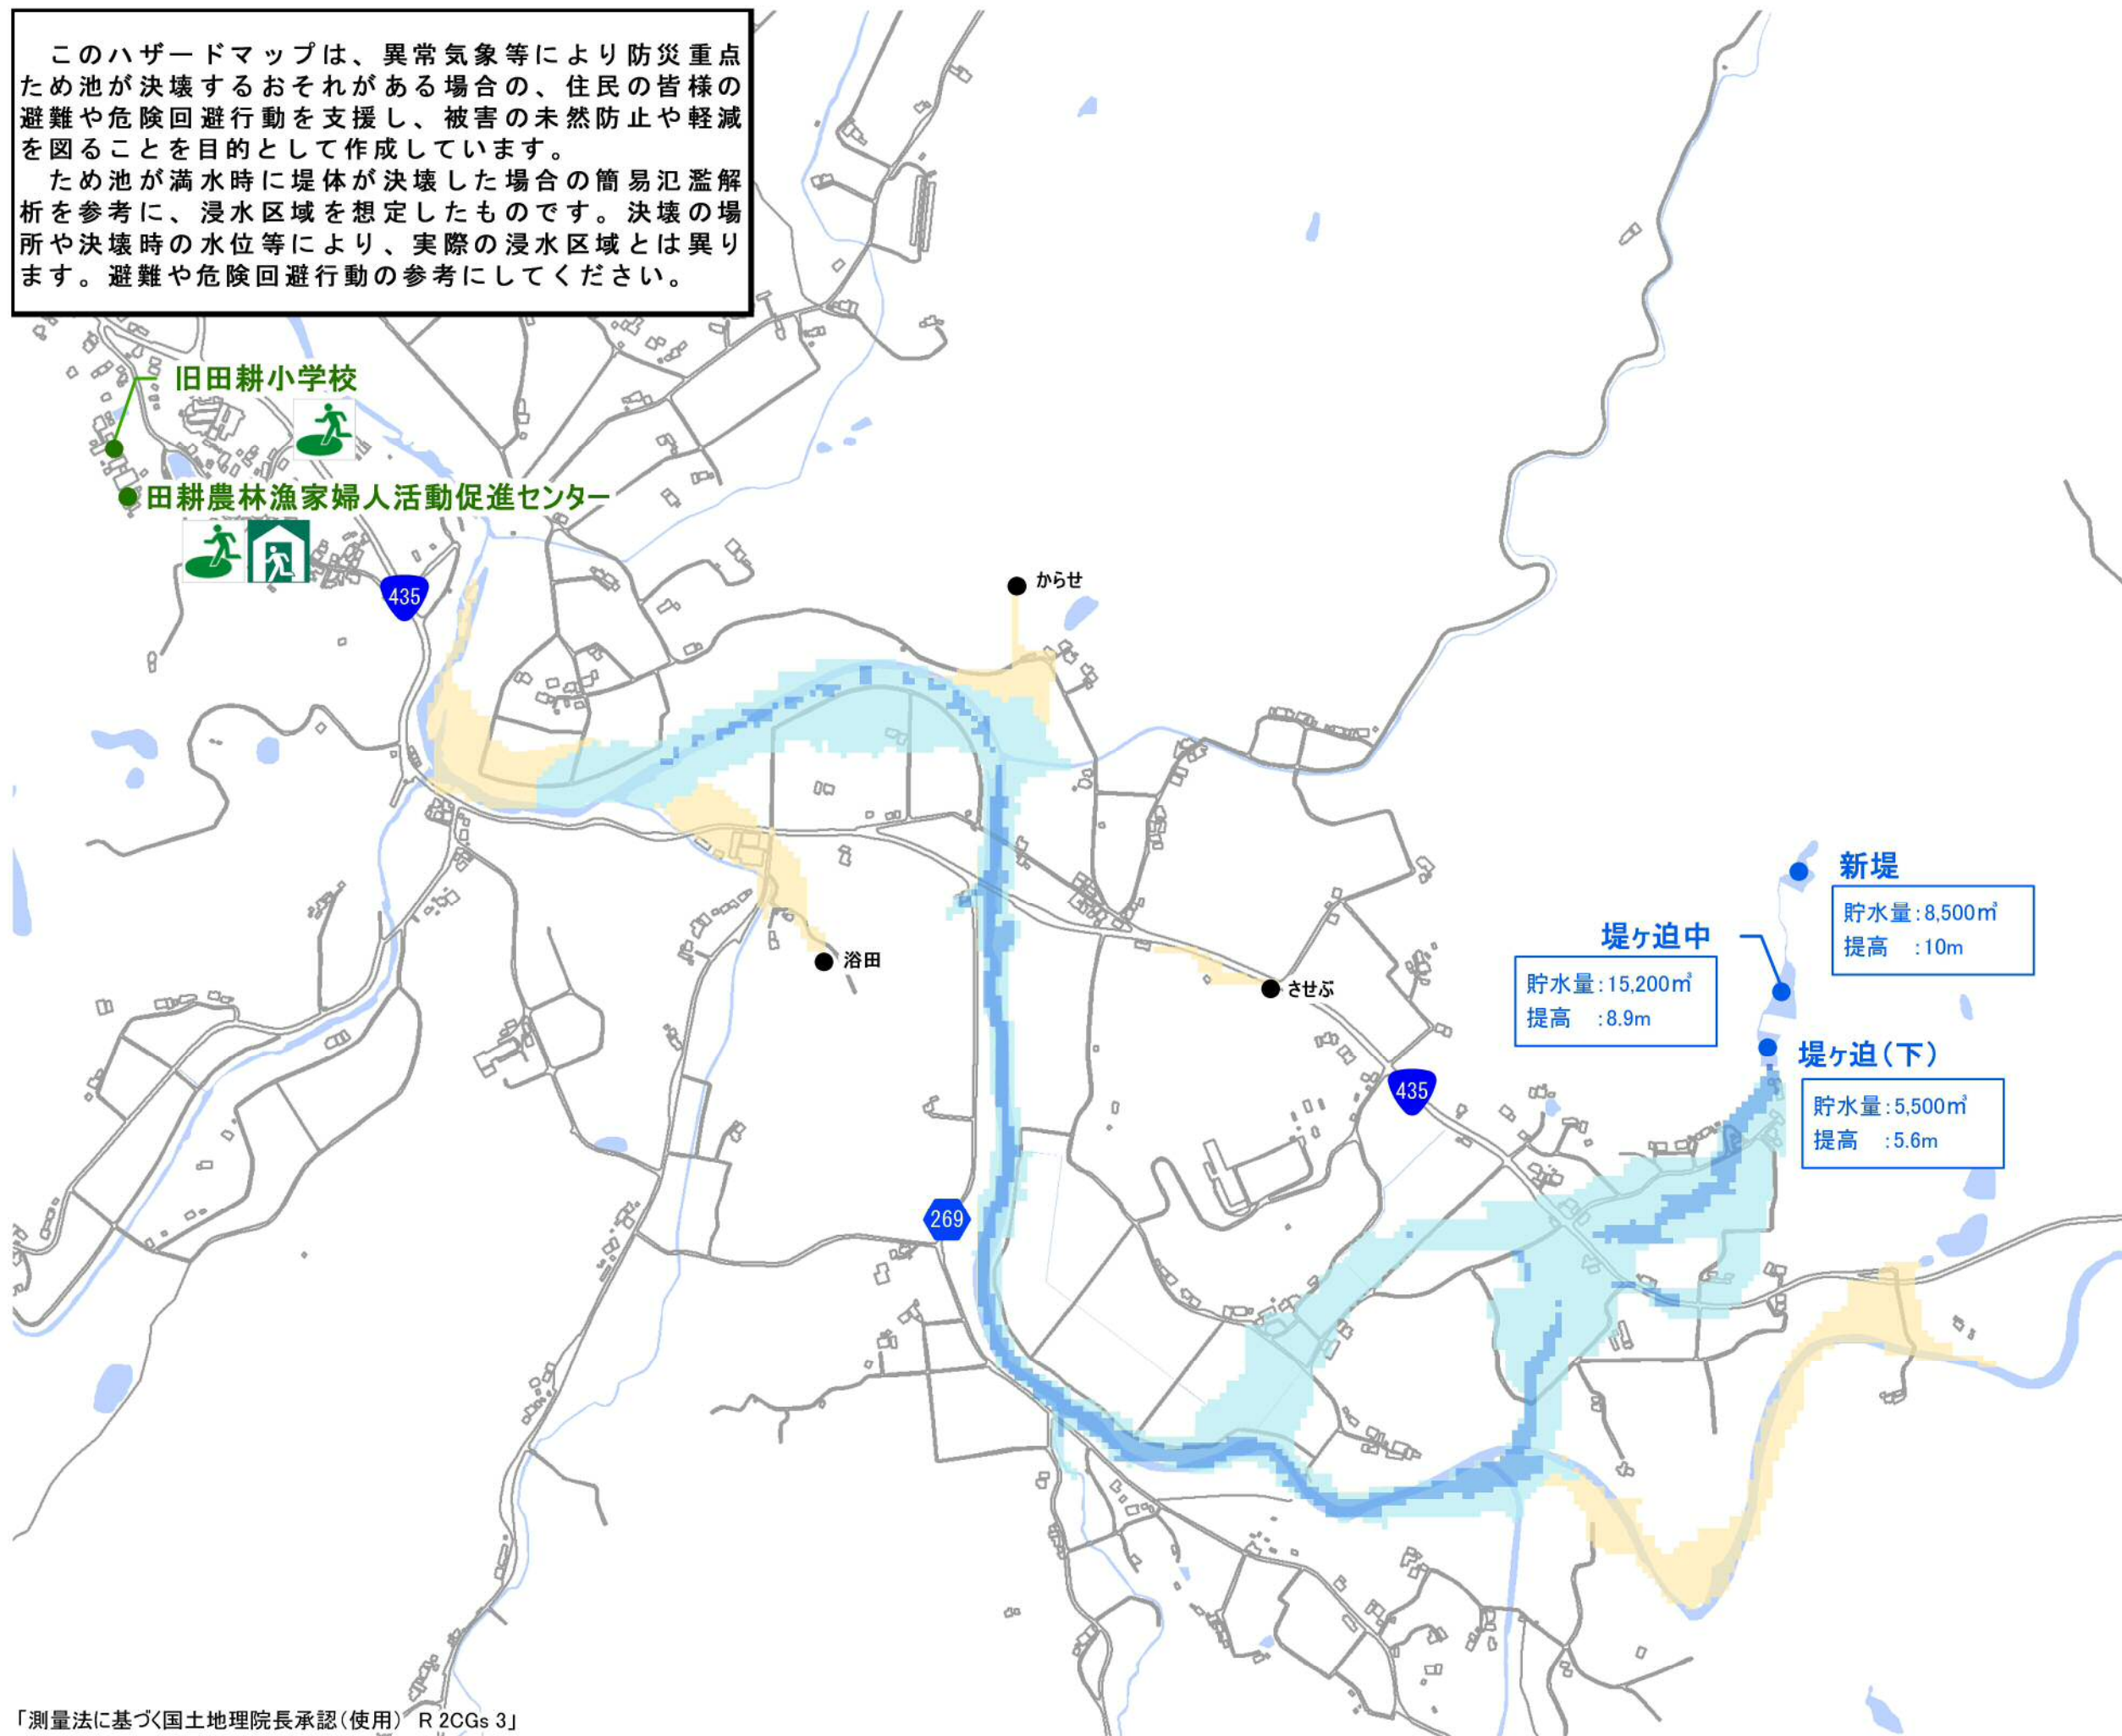 このハザードマップは、異常気象等により防災重点
ため池が決壊するおそれがある場合の、住民の皆様の
避難や危険回避行動を支援し、被害の未然防止や軽減
を図ることを目的として作成しています。
ため池が満水時に堤体が決壊した場合の簡易氾濫解
析を参考に、浸水区域を想定したものです。決壊の場
所や決壊時の水位等により、実際の浸水区域とは異り
ます。避難や危険回避行動の参考にしてください。
旧田耕小学校
田耕農林漁家婦人活動促進センター
435
からせ
新堤
貯水量:8,500㎥
提高 :10m
堤ヶ迫中
貯水量:15,200㎥
提高 :8.9m
浴田
させぶ
堤ヶ迫(下)
貯水量:5,500㎥
提高 :5.6m
435
269
「測量法に基づく国土地理院長承認(使用) R 2CGs 3」